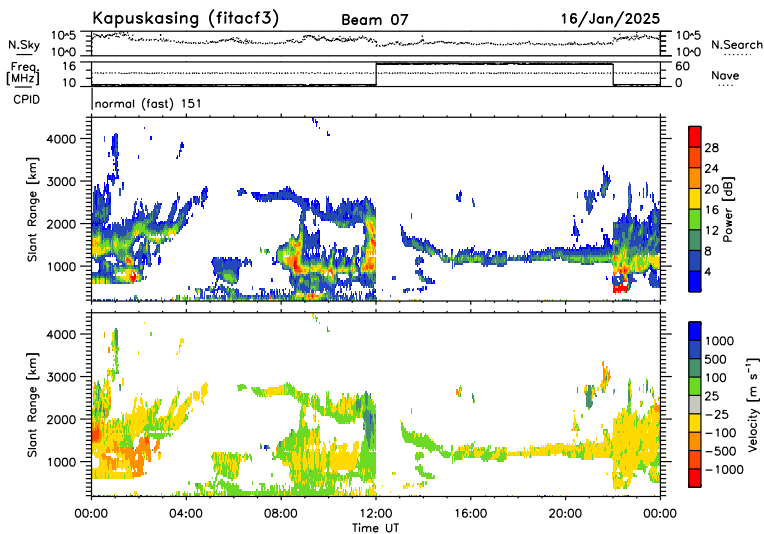 Kapuskasing (fitacf3) Beam 07 16/Jan/2025
N.Sky 10^5 10^0 10^5 10^0 N.Search
Freq. [MHz] 16 10 60 0 Nave
CPID normal (fast) 151
Slant Range [km] 4000 3000 2000 1000
Power [dB] 28 24 20 16 12 8 4
Slant Range [km] 4000 3000 2000 1000
Velocity [m s⁻¹] 1000 500 100 25 −25 −100 −500 −1000
00:00 04:00 08:00 12:00 16:00 20:00 00:00
Time UT